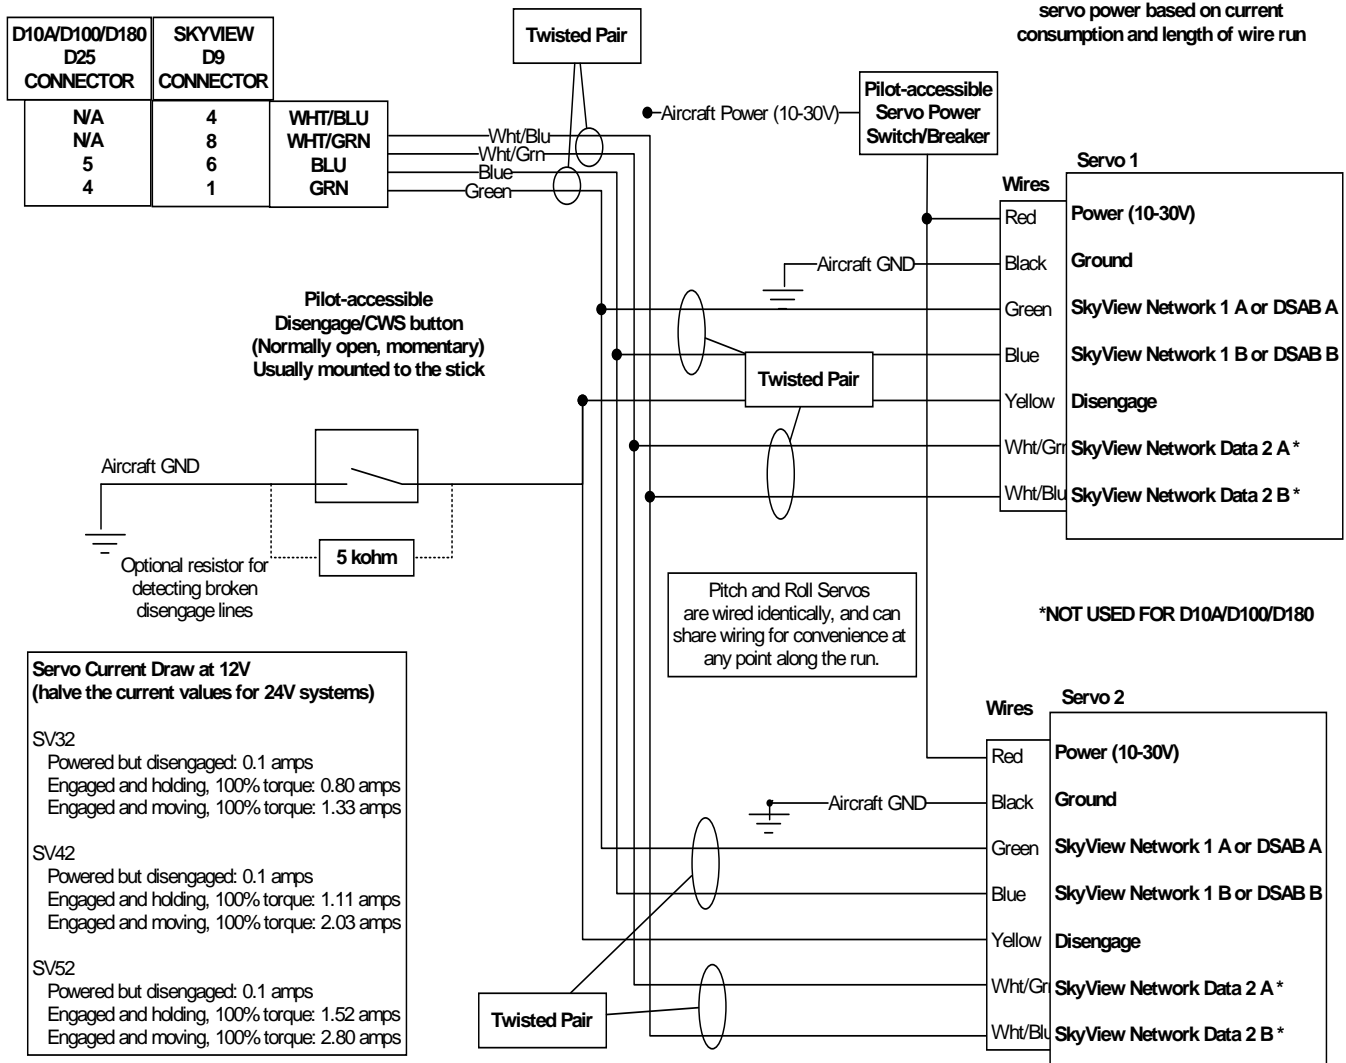 servo power based on current
consumption and length of wire run
D10A/D100/D180
D25
CONNECTOR
SKYVIEW
D9
CONNECTOR
N/A 4 WHT/BLU
N/A 8 WHT/GRN
5 6 BLU
4 1 GRN
Twisted Pair
Wht/Blu
Wht/Grn
Blue
Green
Aircraft Power (10-30V)
Pilot-accessible
Servo Power
Switch/Breaker
Servo 1
Wires
Red Power (10-30V)
Aircraft GND
Black Ground
Green SkyView Network 1 A or DSAB A
Blue SkyView Network 1 B or DSAB B
Yellow Disengage
Wht/Grn SkyView Network Data 2 A *
Wht/Blu SkyView Network Data 2 B *
Twisted Pair
Pilot-accessible
Disengage/CWS button
(Normally open, momentary)
Usually mounted to the stick
Aircraft GND
5 kohm
Optional resistor for
detecting broken
disengage lines
Pitch and Roll Servos
are wired identically, and can
share wiring for convenience at
any point along the run.
*NOT USED FOR D10A/D100/D180
Servo Current Draw at 12V
(halve the current values for 24V systems)
SV32
Powered but disengaged: 0.1 amps
Engaged and holding, 100% torque: 0.80 amps
Engaged and moving, 100% torque: 1.33 amps
SV42
Powered but disengaged: 0.1 amps
Engaged and holding, 100% torque: 1.11 amps
Engaged and moving, 100% torque: 2.03 amps
SV52
Powered but disengaged: 0.1 amps
Engaged and holding, 100% torque: 1.52 amps
Engaged and moving, 100% torque: 2.80 amps
Servo 2
Wires
Red Power (10-30V)
Aircraft GND
Black Ground
Green SkyView Network 1 A or DSAB A
Blue SkyView Network 1 B or DSAB B
Yellow Disengage
Wht/Gr SkyView Network Data 2 A *
Wht/Blu SkyView Network Data 2 B *
Twisted Pair